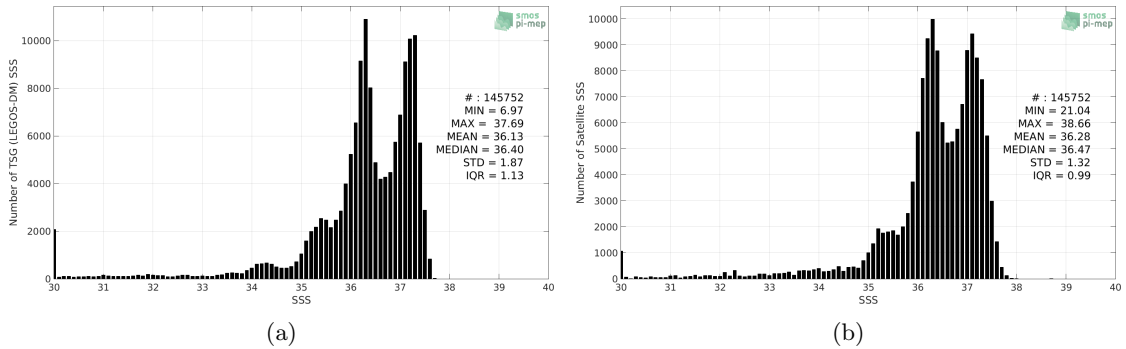 smos
pi-mep
10000
8000
6000
4000
2000
0
Number of TSG (LEGOS-DM) SSS
# : 145752
MIN = 6.97
MAX = 37.69
MEAN = 36.13
MEDIAN = 36.40
STD = 1.87
IQR = 1.13
30 31 32 33 34 35 36 37 38 39 40
SSS
(a)
smos
pi-mep
10000
9000
8000
7000
6000
5000
4000
3000
2000
1000
0
Number of Satellite SSS
# : 145752
MIN = 21.04
MAX = 38.66
MEAN = 36.28
MEDIAN = 36.47
STD = 1.32
IQR = 0.99
30 31 32 33 34 35 36 37 38 39 40
SSS
(b)